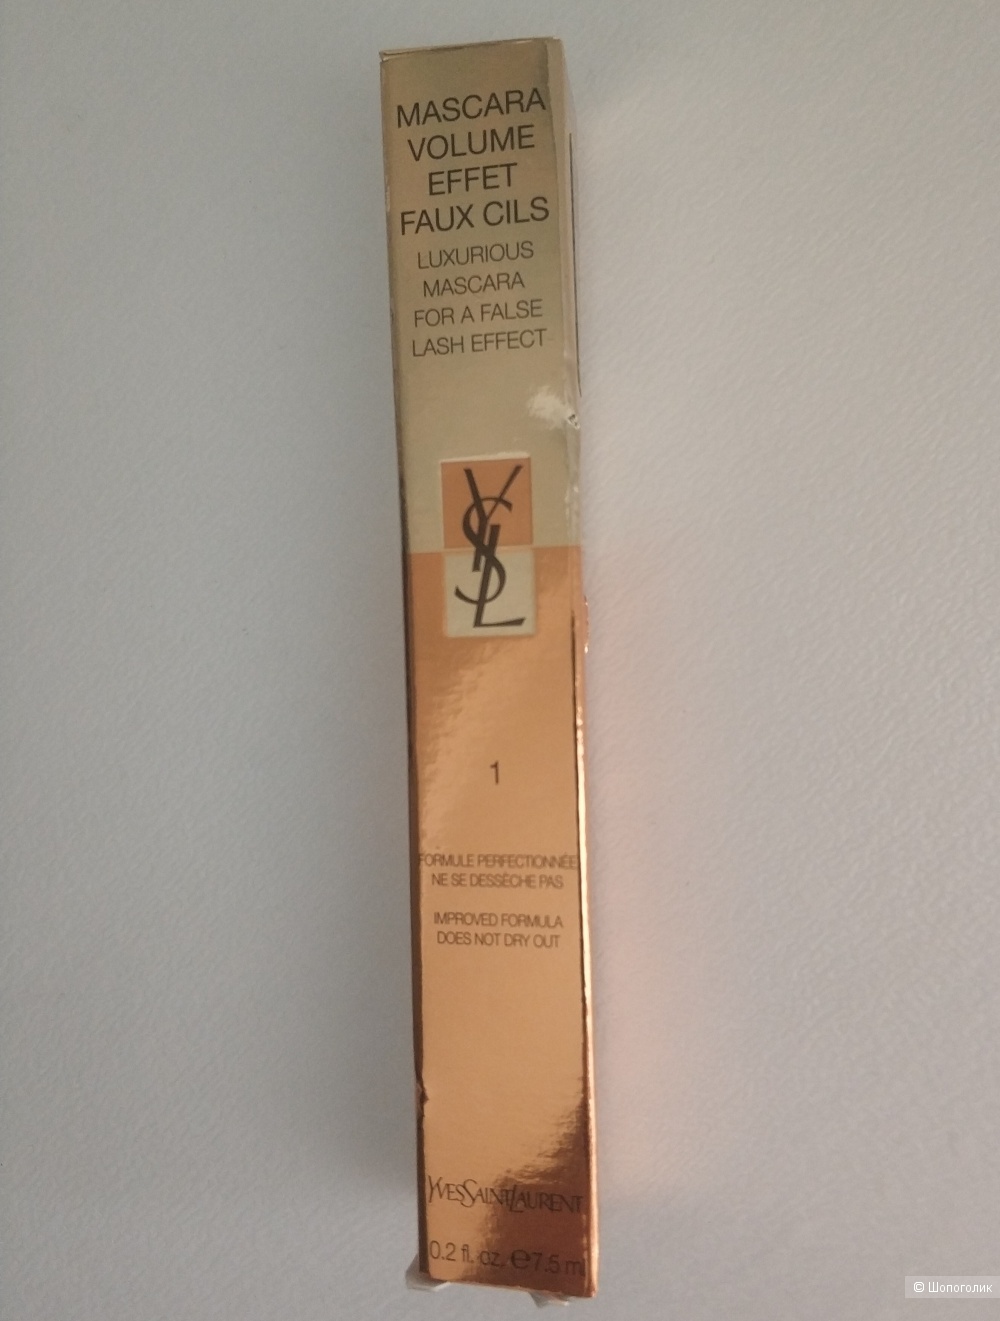 MASCARA
VOLUME
EFFET
FAUX CILS
LUXURIOUS
MASCARA
FOR A FALSE
LASH EFFECT
YSL
1
FORMULE PERFECTIONNÉE
NE SE DESSÈCHE PAS
IMPROVED FORMULA
DOES NOT DRY OUT
YVESSAINTLAURENT
0.2 fl. oz. ℮7.5 ml
© Шопоголик